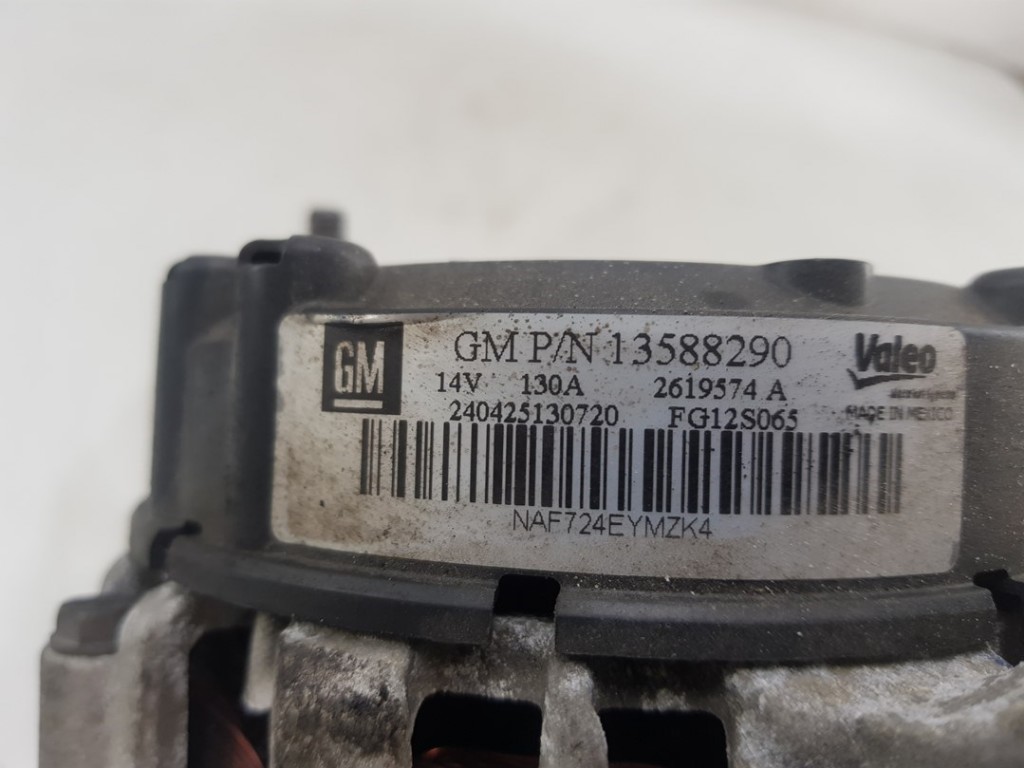 GM
GM P/N 13588290
Valeo
14V 130A 2619574 A
240425130720 FG12S065
MADE IN MEXICO
NAF724EYMZK4